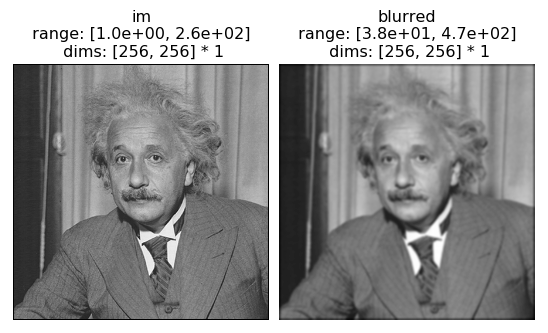 im
range: [1.0e+00, 2.6e+02]
dims: [256, 256] * 1
blurred
range: [3.8e+01, 4.7e+02]
dims: [256, 256] * 1